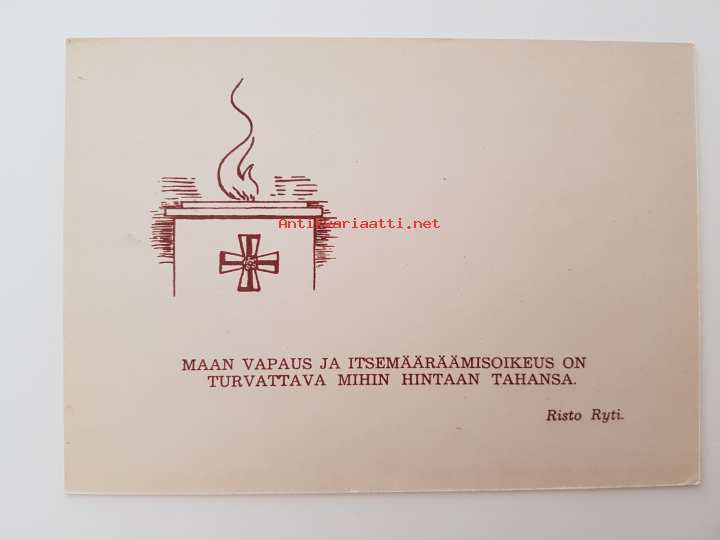 Antikvariaatti.net
MAAN VAPAUS JA ITSEMÄÄRÄÄMISOIKEUS ON
TURVATTAVA MIHIN HINTAAN TAHANSA.
Risto Ryti.